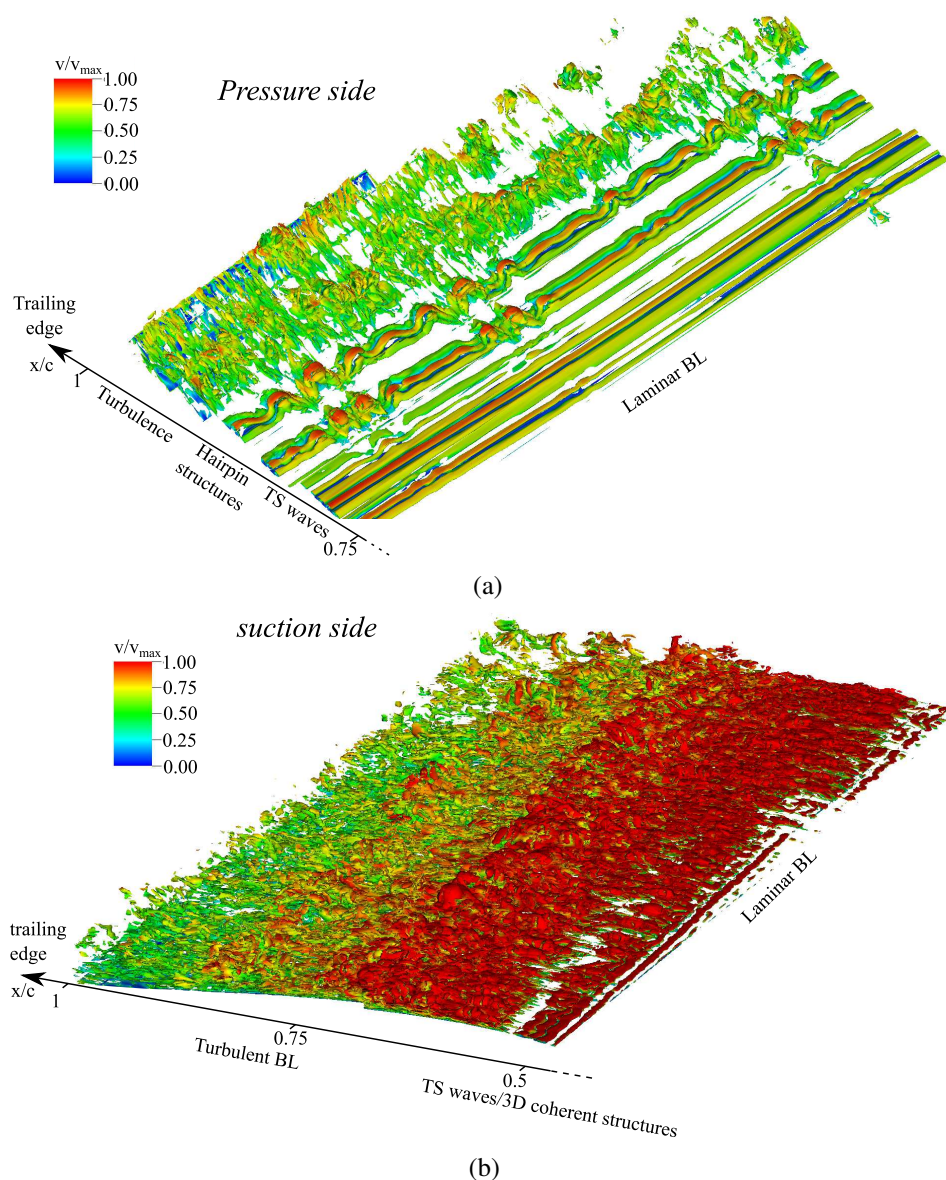 v/vmax
1.00
0.75
0.50
0.25
0.00
Pressure side
Trailing
edge
x/c
1
Turbulence
Hairpin
structures
TS waves
0.75
Laminar BL
(a)
suction side
v/vmax
1.00
0.75
0.50
0.25
0.00
Laminar BL
trailing
edge
x/c
1
0.75
Turbulent BL
0.5
TS waves/3D coherent structures
(b)